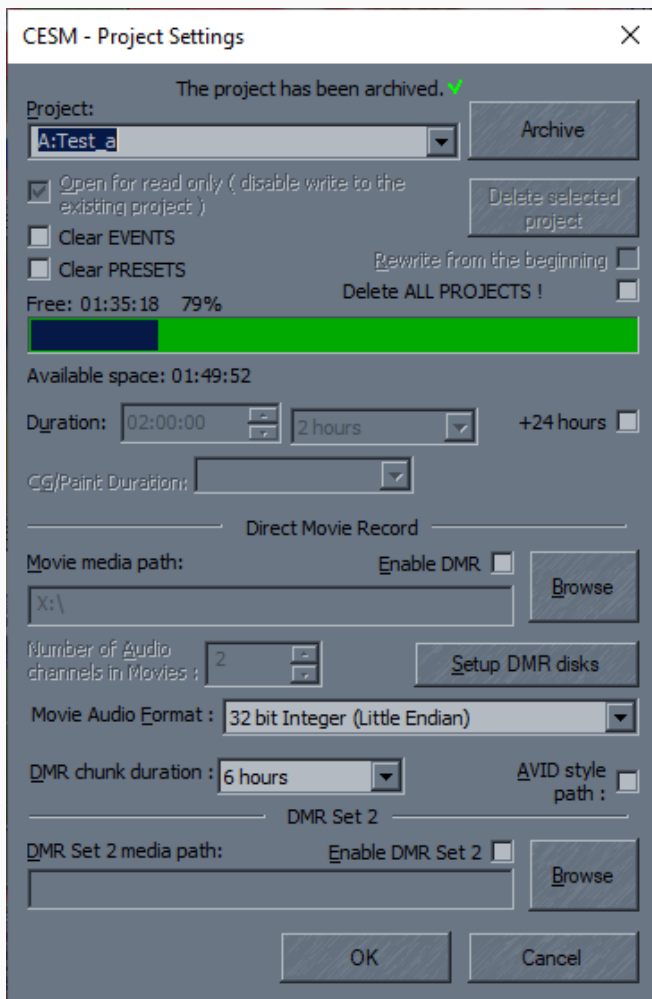 CESM - Project Settings
The project has been archived.
Project:
A:Test_a
Archive
Open for read only ( disable write to the
existing project )
Delete selected
project
Clear EVENTS
Clear PRESETS
Rewrite from the beginning
Delete ALL PROJECTS !
Free: 01:35:18 79%
Available space: 01:49:52
Duration:
02:00:00
2 hours
+24 hours
CG/Paint Duration:
Direct Movie Record
Movie media path:
Enable DMR
X:\
Browse
Number of Audio
channels in Movies :
2
Setup DMR disks
Movie Audio Format :
32 bit Integer (Little Endian)
DMR chunk duration :
6 hours
AVID style
path :
DMR Set 2
DMR Set 2 media path:
Enable DMR Set 2
Browse
OK
Cancel